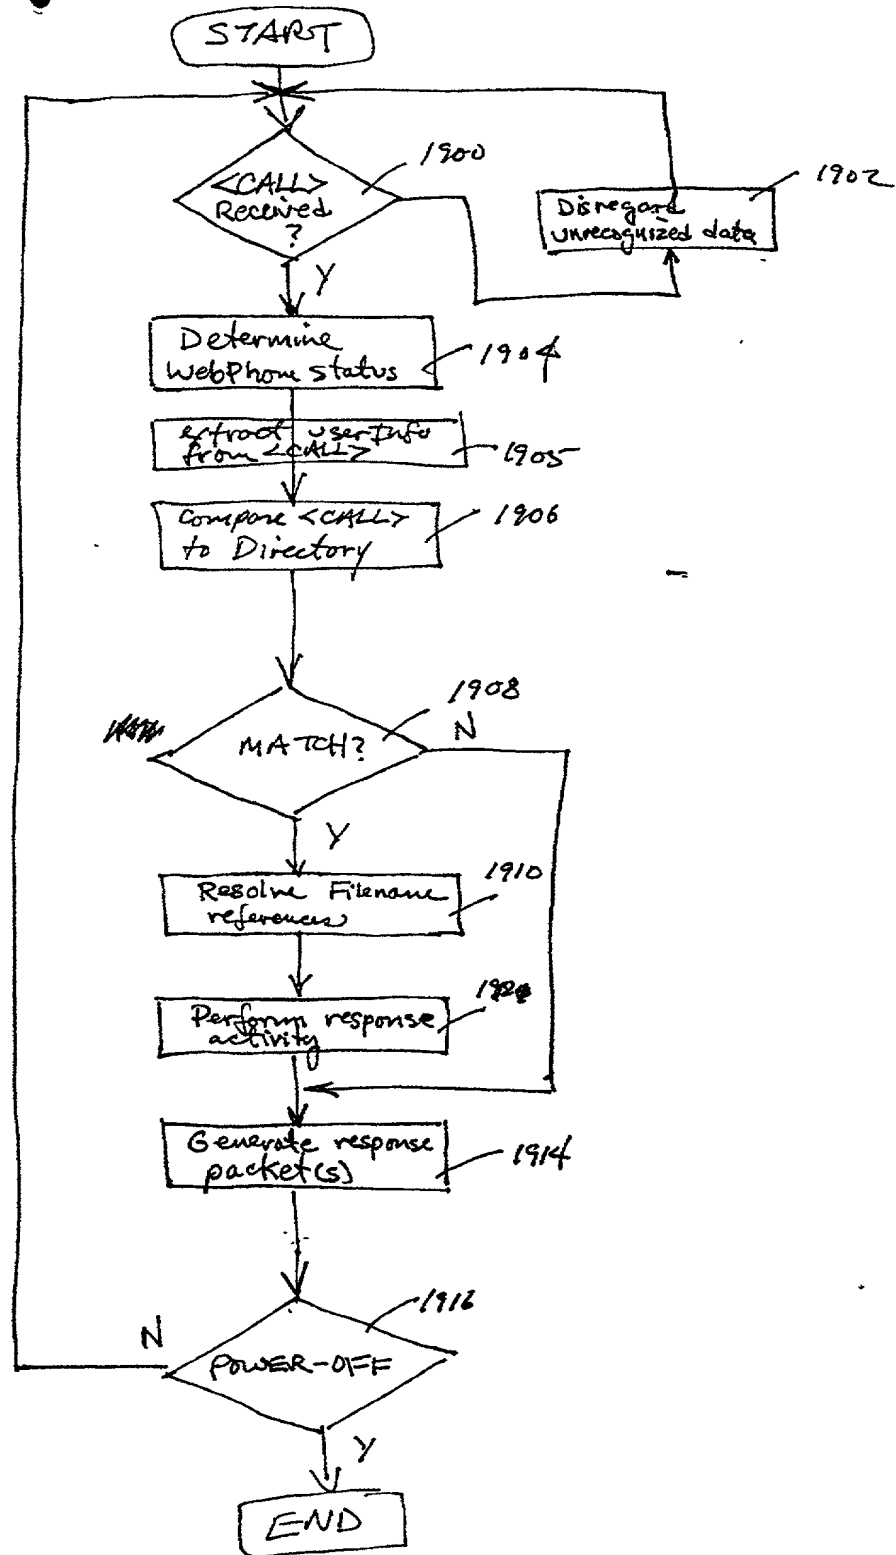 START
<CALL>
Received
?
1900
1902
Disregard
unrecognized data
Y
Determine
WebPhone status
1904
extract userInfo
from <CALL>
1905
Compare <CALL>
to Directory
1906
1908
MATCH?
N
Y
Resolve Filename
references
1910
Perform response
activity
Generate response
packet(s)
1914
1916
N
POWER-OFF
Y
END